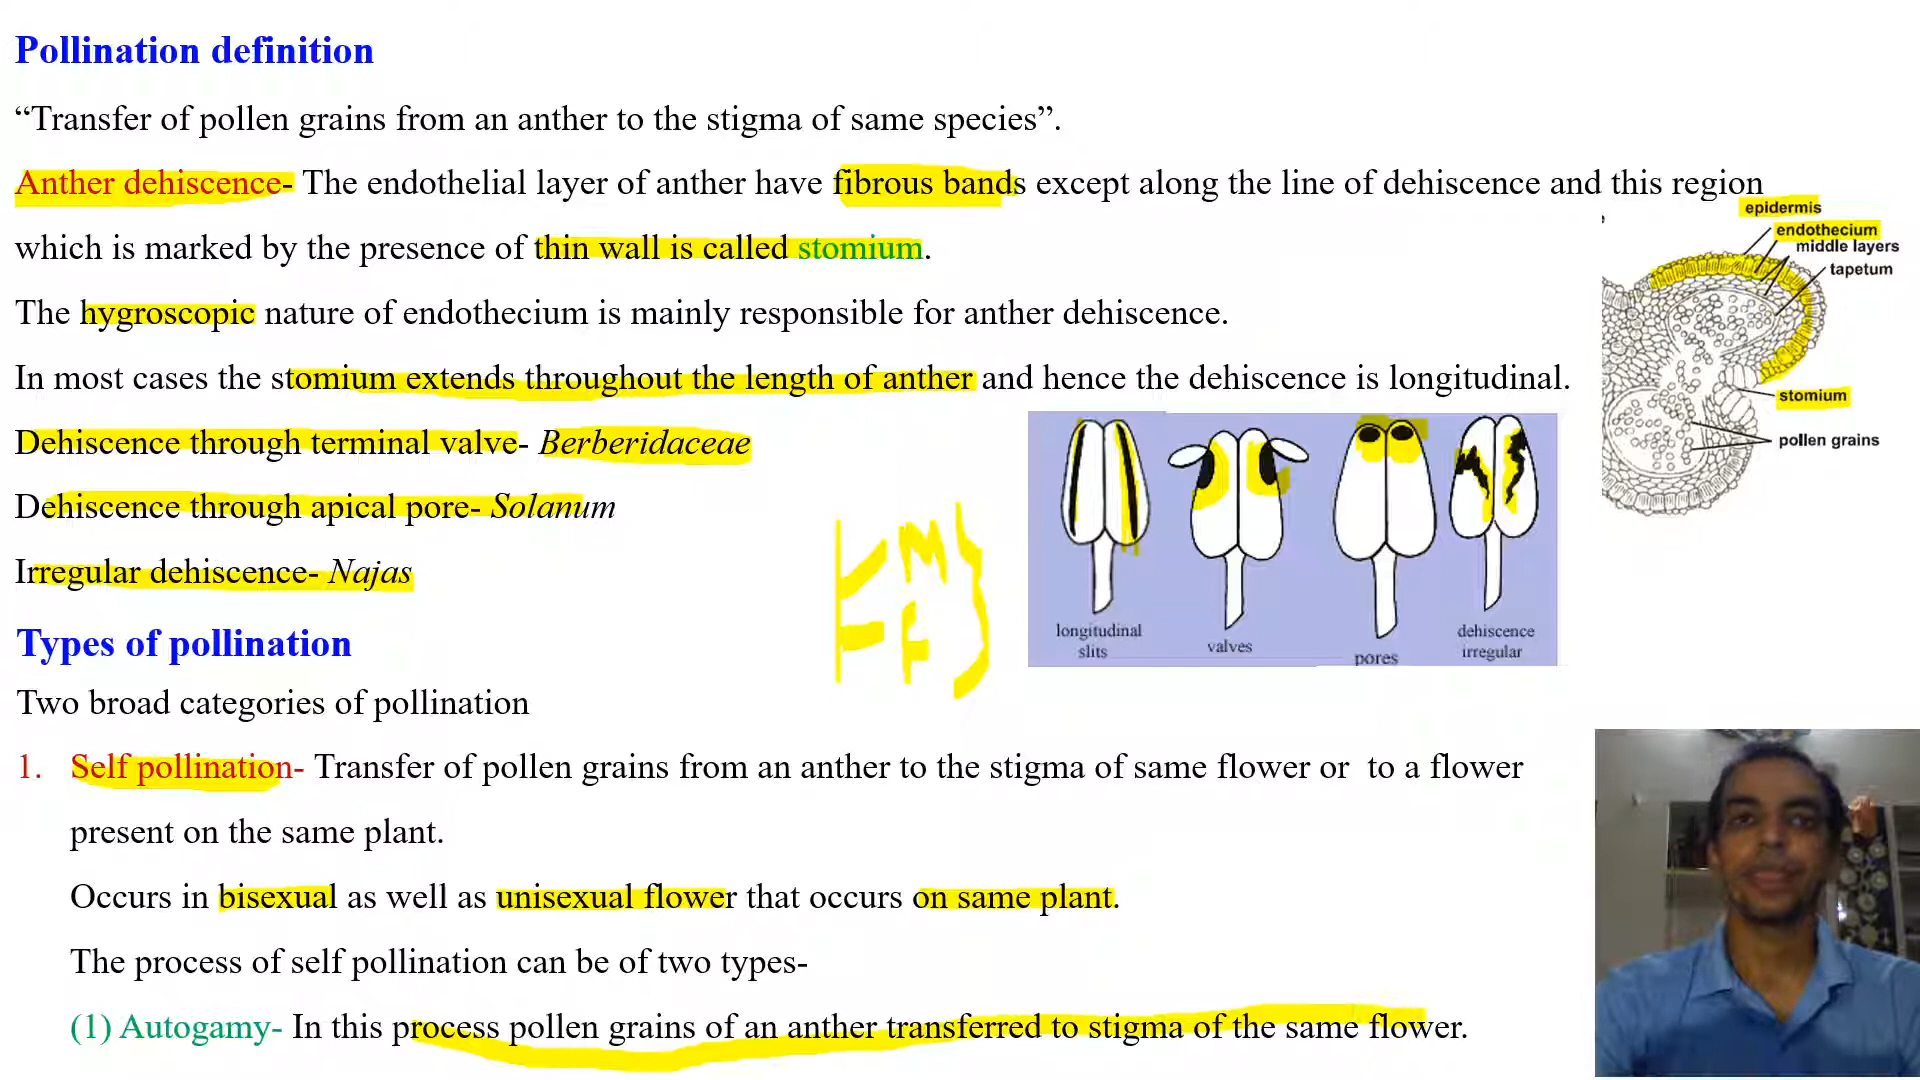 Pollination definition
“Transfer of pollen grains from an anther to the stigma of same species”.
Anther dehiscence- The endothelial layer of anther have fibrous bands except along the line of dehiscence and this region
which is marked by the presence of thin wall is called stomium.
The hygroscopic nature of endothecium is mainly responsible for anther dehiscence.
In most cases the stomium extends throughout the length of anther and hence the dehiscence is longitudinal.
Dehiscence through terminal valve- Berberidaceae
Dehiscence through apical pore- Solanum
Irregular dehiscence- Najas
epidermis
endothecium
middle layers
tapetum
stomium
pollen grains
M
F
longitudinal
slits
valves
pores
dehiscence
irregular
Types of pollination
Two broad categories of pollination
1. Self pollination- Transfer of pollen grains from an anther to the stigma of same flower or to a flower
present on the same plant.
Occurs in bisexual as well as unisexual flower that occurs on same plant.
The process of self pollination can be of two types-
(1) Autogamy- In this process pollen grains of an anther transferred to stigma of the same flower.